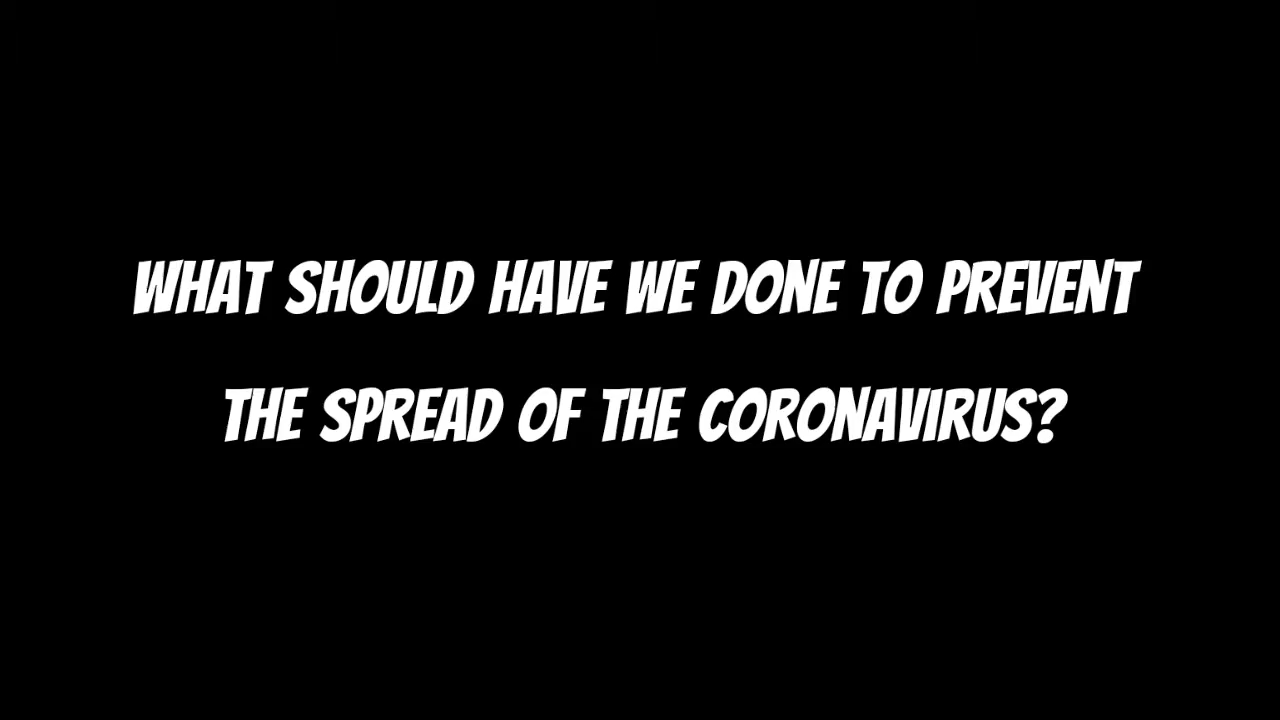 WHAT SHOULD HAVE WE DONE TO PREVENT
THE SPREAD OF THE CORONAVIRUS?